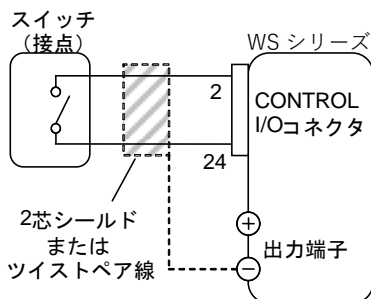 スイッチ
（接点）
WS シリーズ
2
CONTROL
I/Oコネクタ
24
2芯シールド
または
ツイストペア線
+
出力端子
−